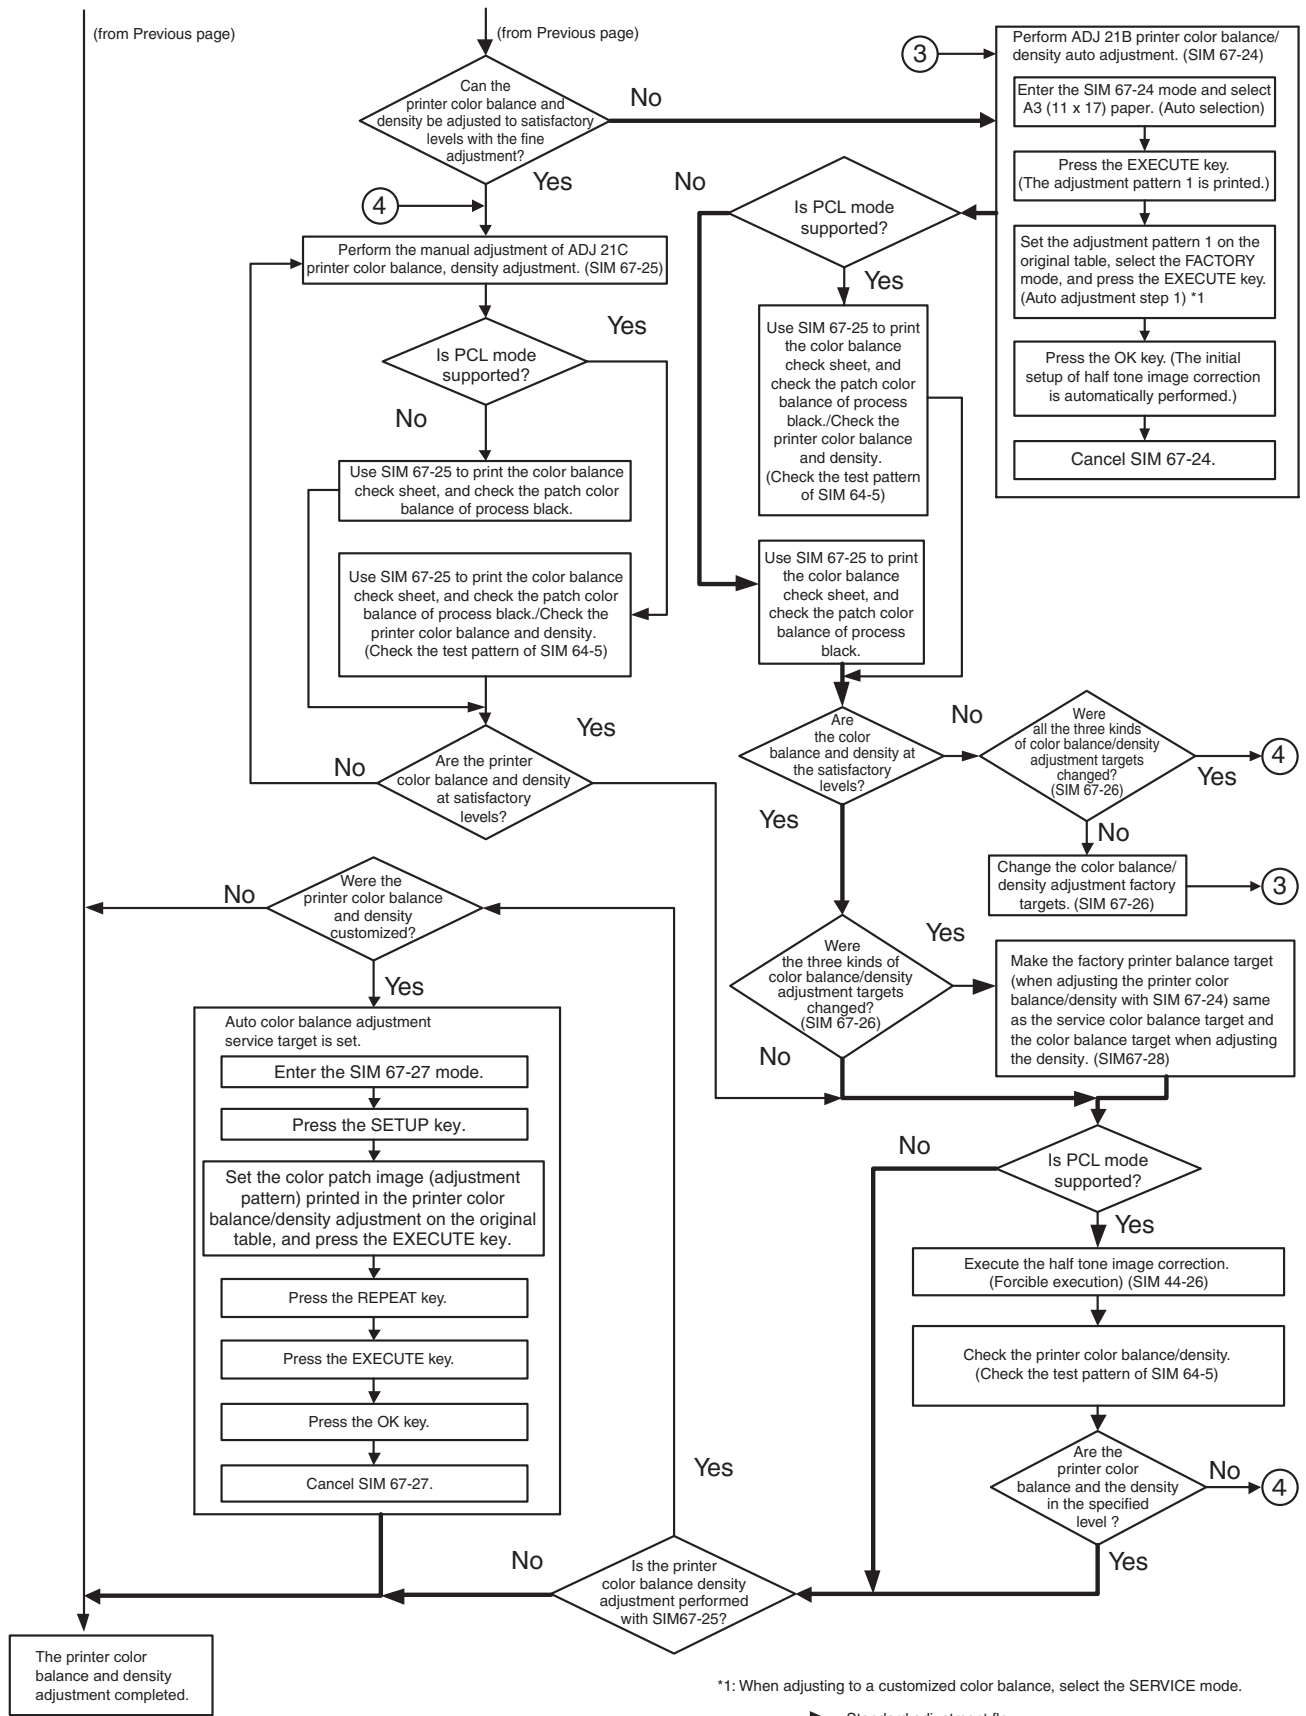 (from Previous page)
(from Previous page)
Can the
printer color balance and
density be adjusted to satisfactory
levels with the fine
adjustment?
No
Yes
4
Perform the manual adjustment of ADJ 21C
printer color balance, density adjustment. (SIM 67-25)
Is PCL mode
supported?
Yes
No
Use SIM 67-25 to print the color balance
check sheet, and check the patch color
balance of process black.
Use SIM 67-25 to print the color balance
check sheet, and check the patch color
balance of process black./Check the
printer color balance and density.
(Check the test pattern of SIM 64-5)
Are the printer
color balance and density
at satisfactory
levels?
No
Yes
3
Perform ADJ 21B printer color balance/
density auto adjustment. (SIM 67-24)
Enter the SIM 67-24 mode and select
A3 (11 x 17) paper. (Auto selection)
Press the EXECUTE key.
(The adjustment pattern 1 is printed.)
Set the adjustment pattern 1 on the
original table, select the FACTORY
mode, and press the EXECUTE key.
(Auto adjustment step 1) *1
Press the OK key. (The initial
setup of half tone image correction
is automatically performed.)
Cancel SIM 67-24.
Is PCL mode
supported?
No
Yes
Use SIM 67-25 to print
the color balance
check sheet, and
check the patch color
balance of process
black./Check the
printer color balance
and density.
(Check the test pattern
of SIM 64-5)
Use SIM 67-25 to print
the color balance
check sheet, and
check the patch color
balance of process
black.
Are
the color
balance and density at
the satisfactory
levels?
No
Yes
Were
all the three kinds
of color balance/density
adjustment targets
changed?
(SIM 67-26)
Yes
4
No
Change the color balance/
density adjustment factory
targets. (SIM 67-26)
3
Were
the three kinds of
color balance/density
adjustment targets
changed?
(SIM 67-26)
Yes
No
Make the factory printer balance target
(when adjusting the printer color
balance/density with SIM 67-24) same
as the service color balance target and
the color balance target when adjusting
the density. (SIM67-28)
Is PCL mode
supported?
No
Yes
Execute the half tone image correction.
(Forcible execution) (SIM 44-26)
Check the printer color balance/density.
(Check the test pattern of SIM 64-5)
Are the
printer color
balance and the density
in the specified
level ?
No
4
Yes
Is the printer
color balance density
adjustment performed
with SIM67-25?
Yes
No
Were the
printer color balance
and density
customized?
No
Yes
Auto color balance adjustment
service target is set.
Enter the SIM 67-27 mode.
Press the SETUP key.
Set the color patch image (adjustment
pattern) printed in the printer color
balance/density adjustment on the original
table, and press the EXECUTE key.
Press the REPEAT key.
Press the EXECUTE key.
Press the OK key.
Cancel SIM 67-27.
The printer color
balance and density
adjustment completed.
*1: When adjusting to a customized color balance, select the SERVICE mode.